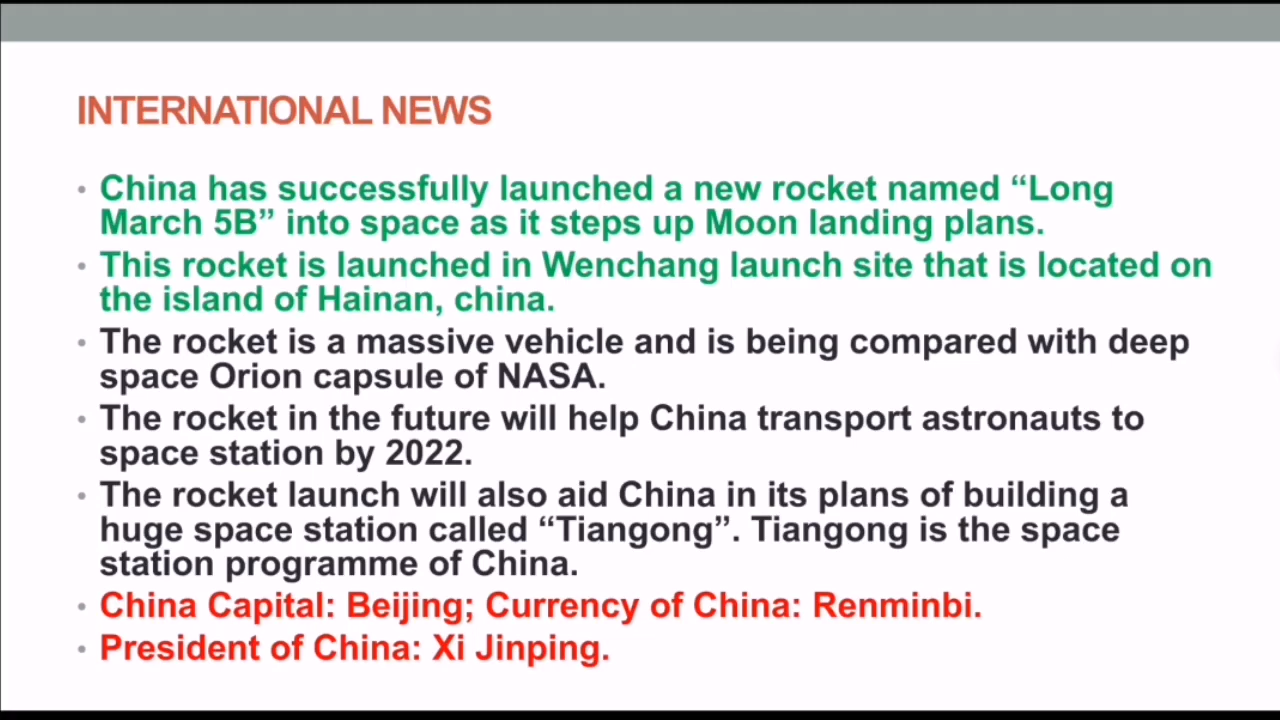 INTERNATIONAL NEWS
• China has successfully launched a new rocket named “Long
March 5B” into space as it steps up Moon landing plans.
• This rocket is launched in Wenchang launch site that is located on
the island of Hainan, china.
• The rocket is a massive vehicle and is being compared with deep
space Orion capsule of NASA.
• The rocket in the future will help China transport astronauts to
space station by 2022.
• The rocket launch will also aid China in its plans of building a
huge space station called “Tiangong”. Tiangong is the space
station programme of China.
• China Capital: Beijing; Currency of China: Renminbi.
• President of China: Xi Jinping.